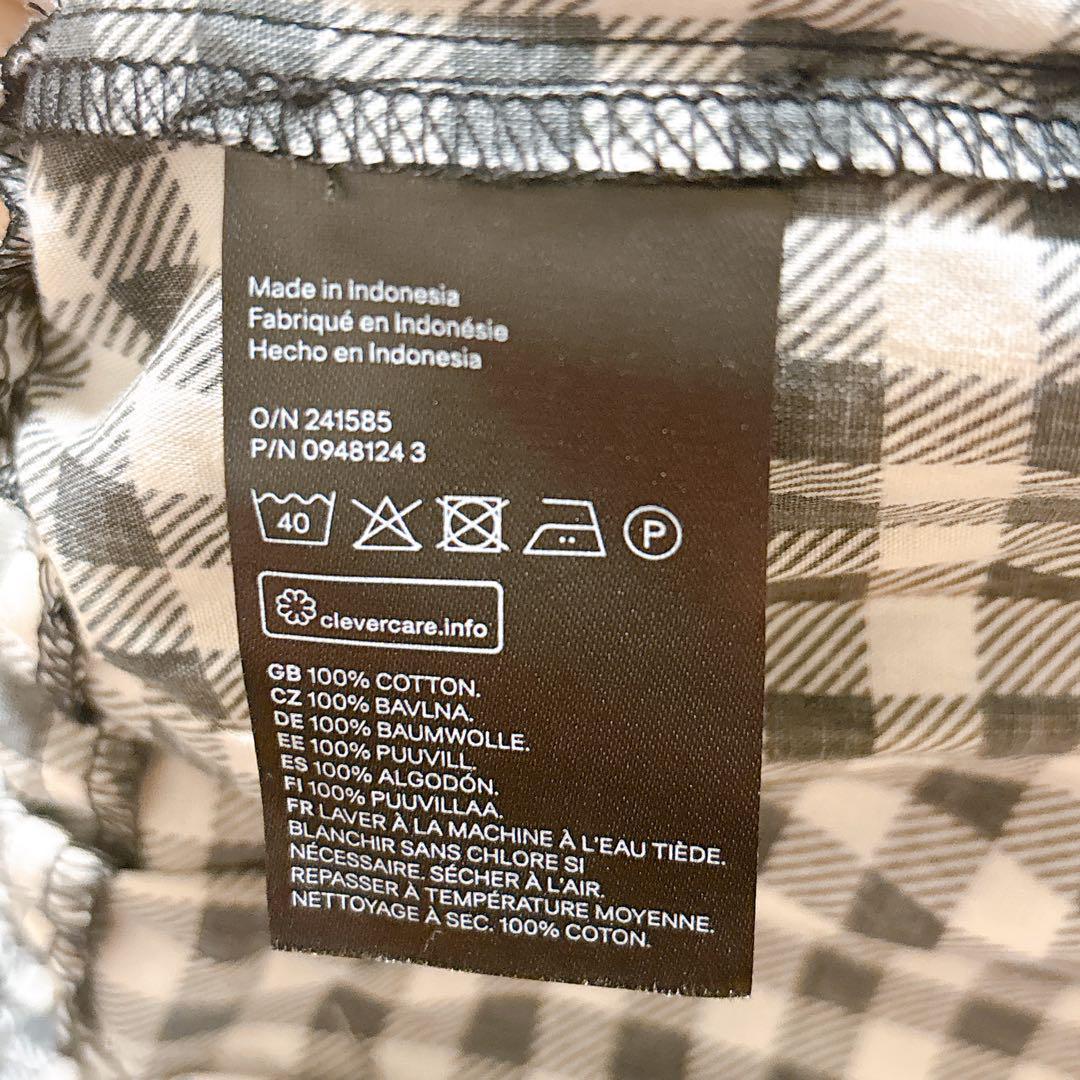 Made in Indonesia
Fabriqué en Indonésie
Hecho en Indonesia
O/N 241585
P/N 0948124 3
40
P
clevercare.info
GB 100% COTTON.
CZ 100% BAVLNA.
DE 100% BAUMWOLLE.
EE 100% PUUVILL.
ES 100% ALGODÓN.
FI 100% PUUVILLAA.
FR LAVER À LA MACHINE À L'EAU TIÈDE.
BLANCHIR SANS CHLORE SI
NÉCESSAIRE. SÉCHER À L'AIR.
REPASSER À TEMPÉRATURE MOYENNE.
NETTOYAGE À SEC. 100% COTON.